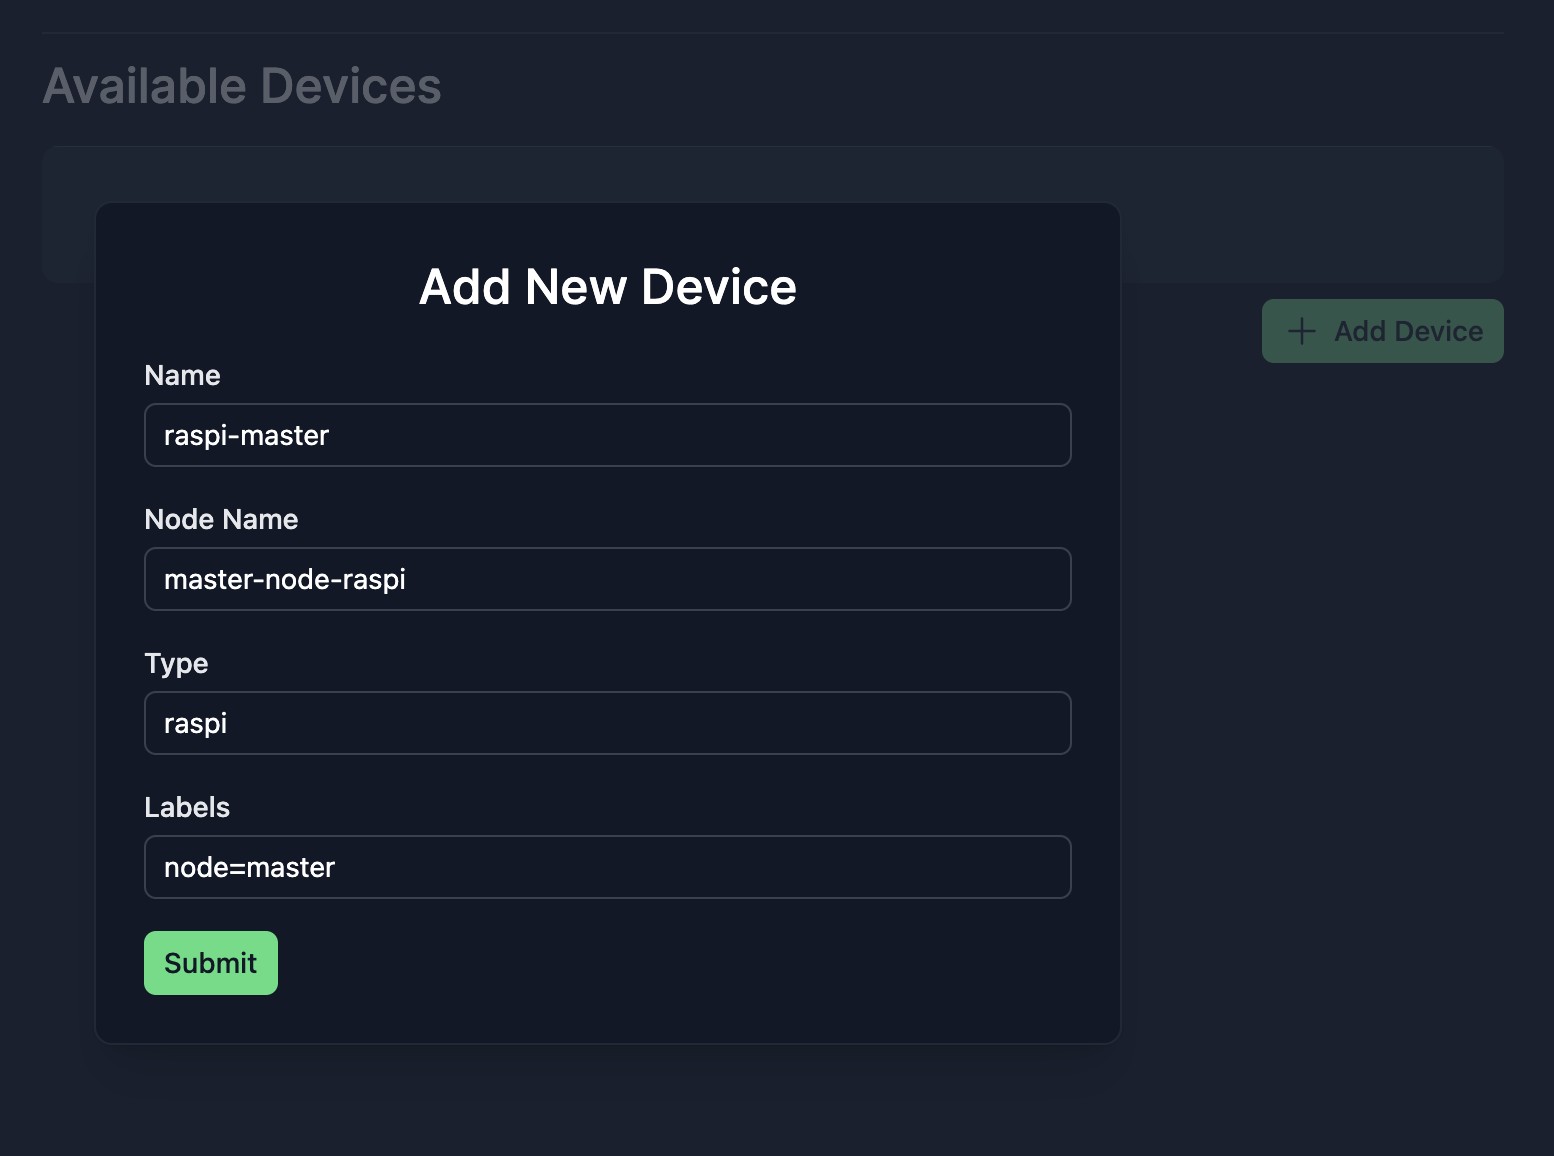 Available Devices
Add New Device
Add Device
Name
raspi-master
Node Name
master-node-raspi
Type
raspi
Labels
node=master
Submit